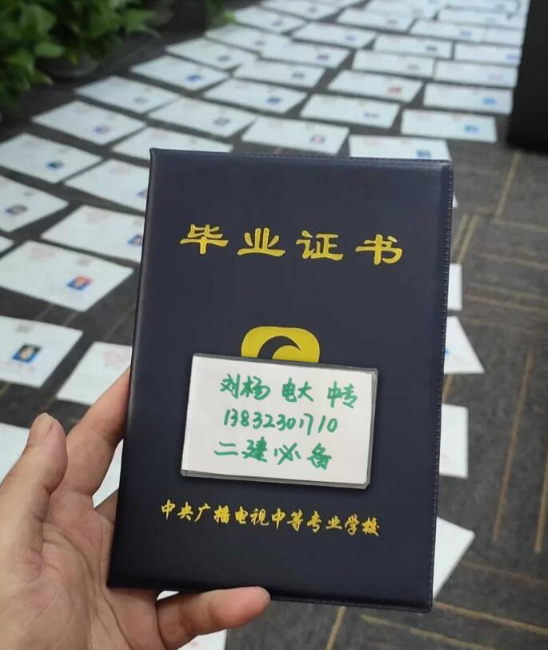 毕业证书
刘杨 电大 中专
13832301710
二建必备
中央广播电视中等专业学校